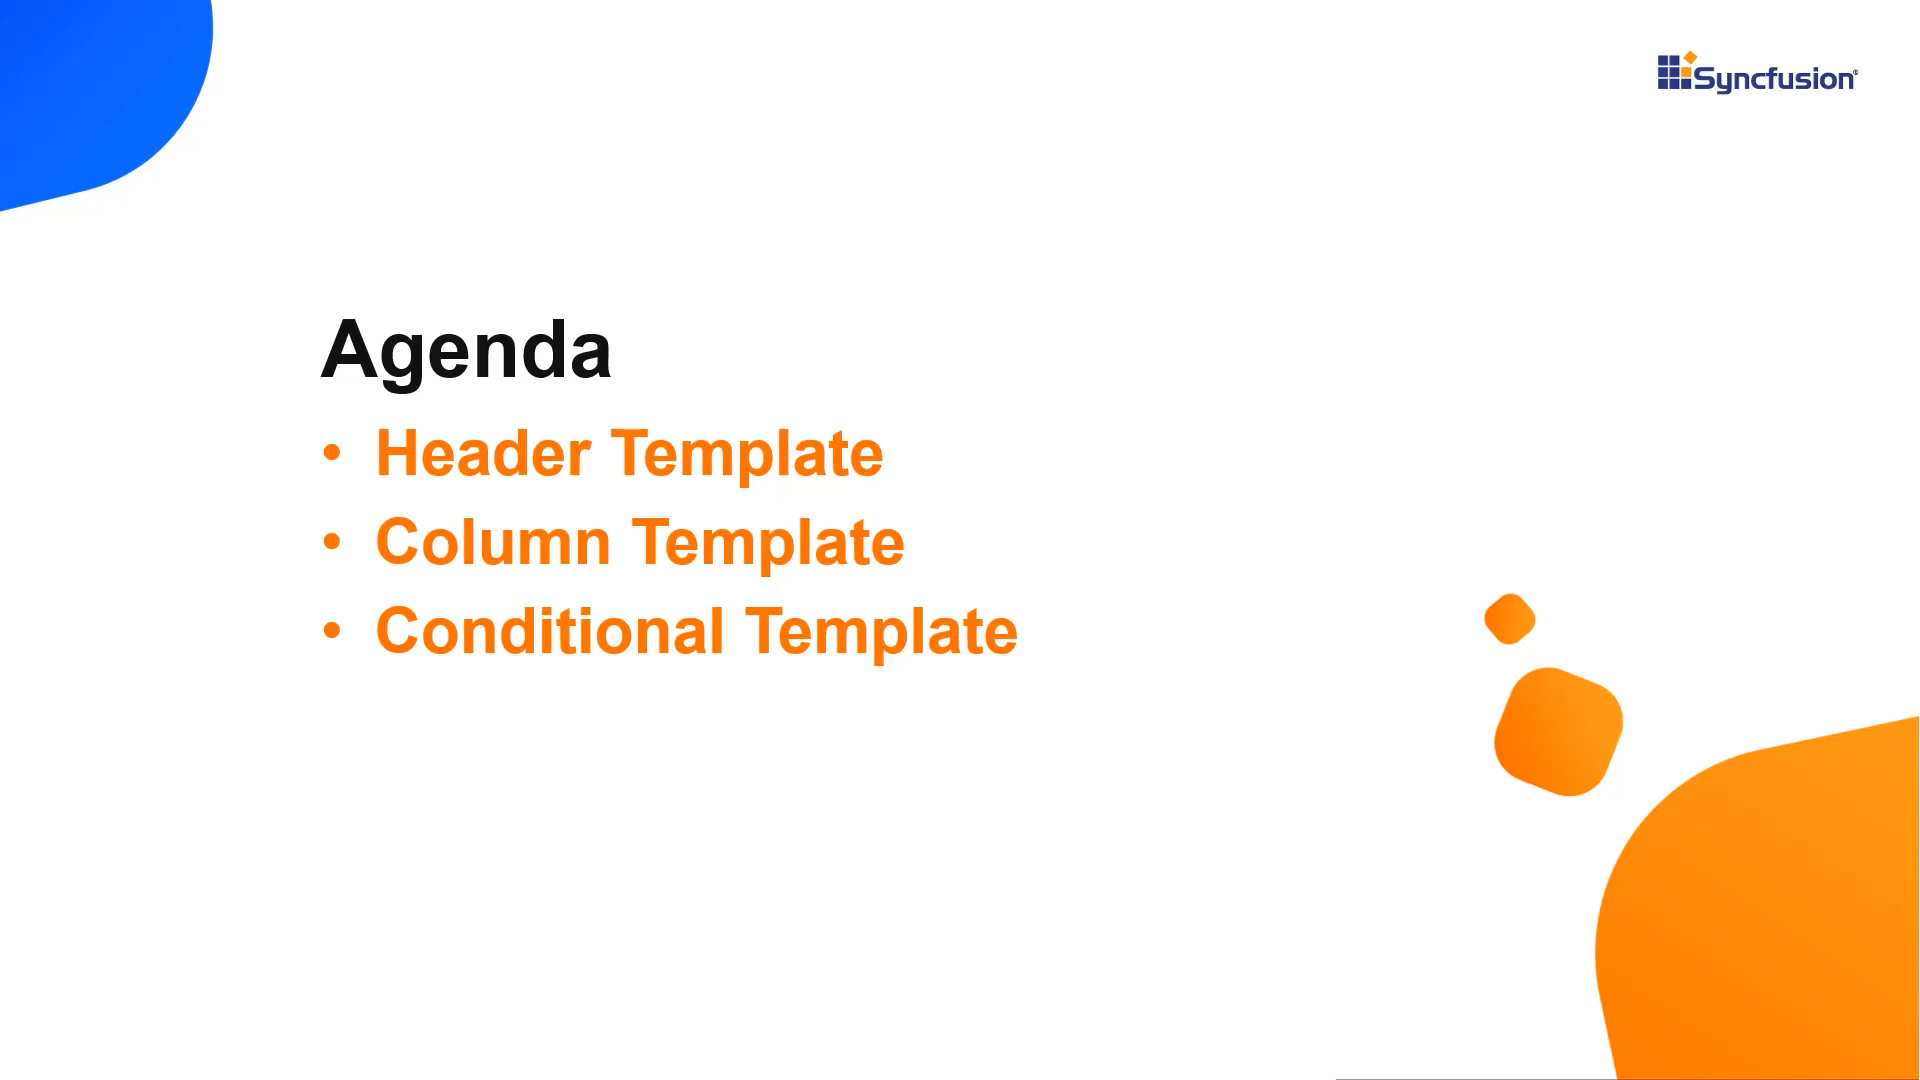 Syncfusion®
Agenda
• Header Template
• Column Template
• Conditional Template